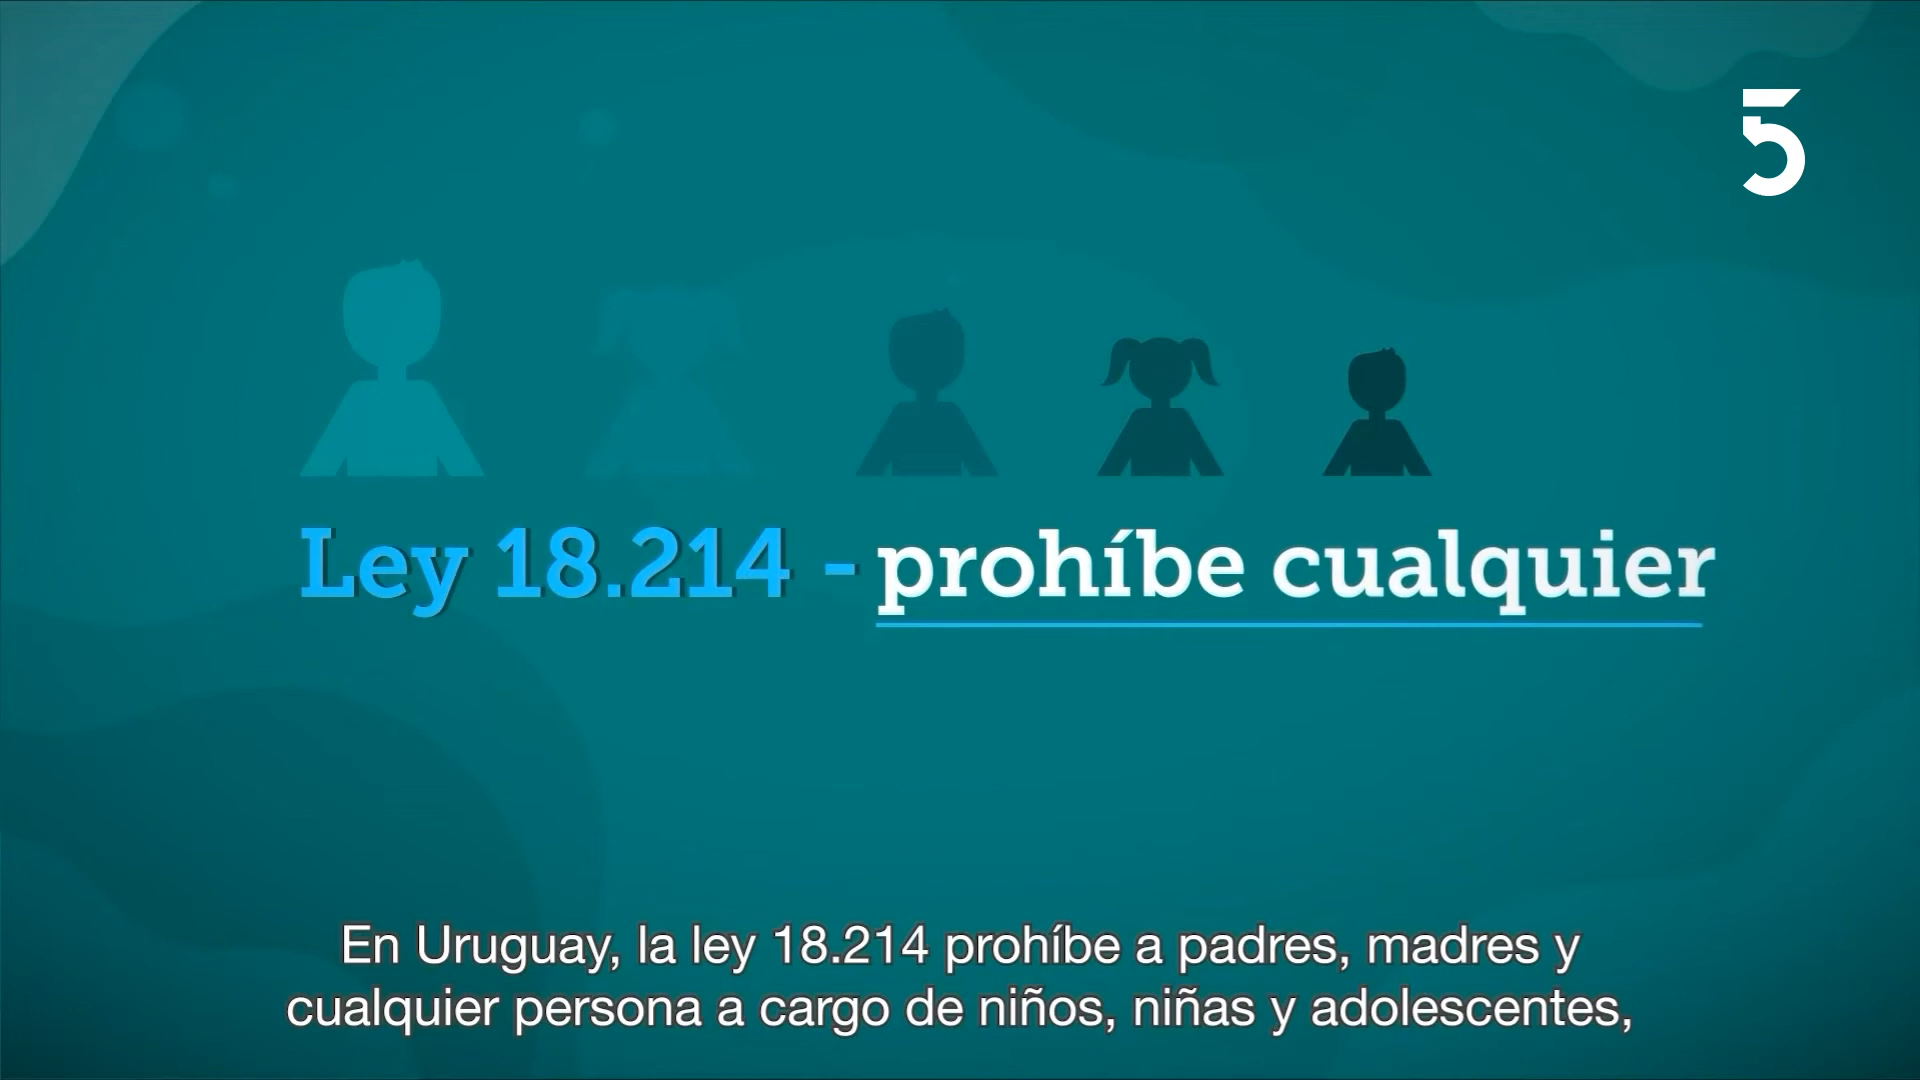 5
Ley 18.214 - prohíbe cualquier
En Uruguay, la ley 18.214 prohíbe a padres, madres y
cualquier persona a cargo de niños, niñas y adolescentes,